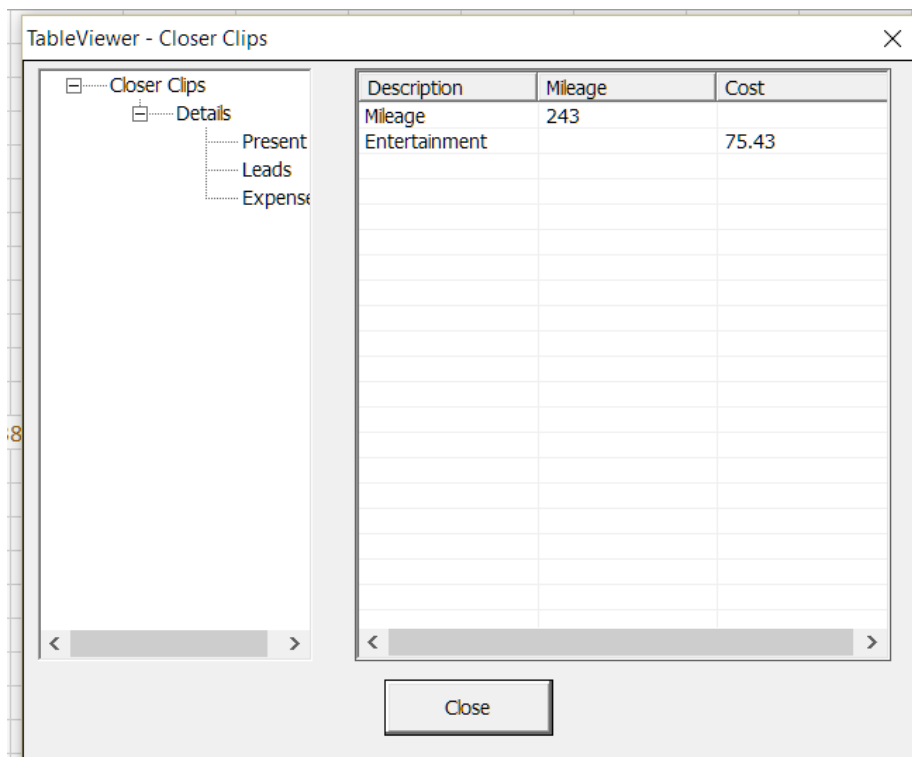 TableViewer - Closer Clips
Closer Clips
Details
Present
Leads
Expense
Description Mileage Cost
Mileage 243
Entertainment 75.43
Close